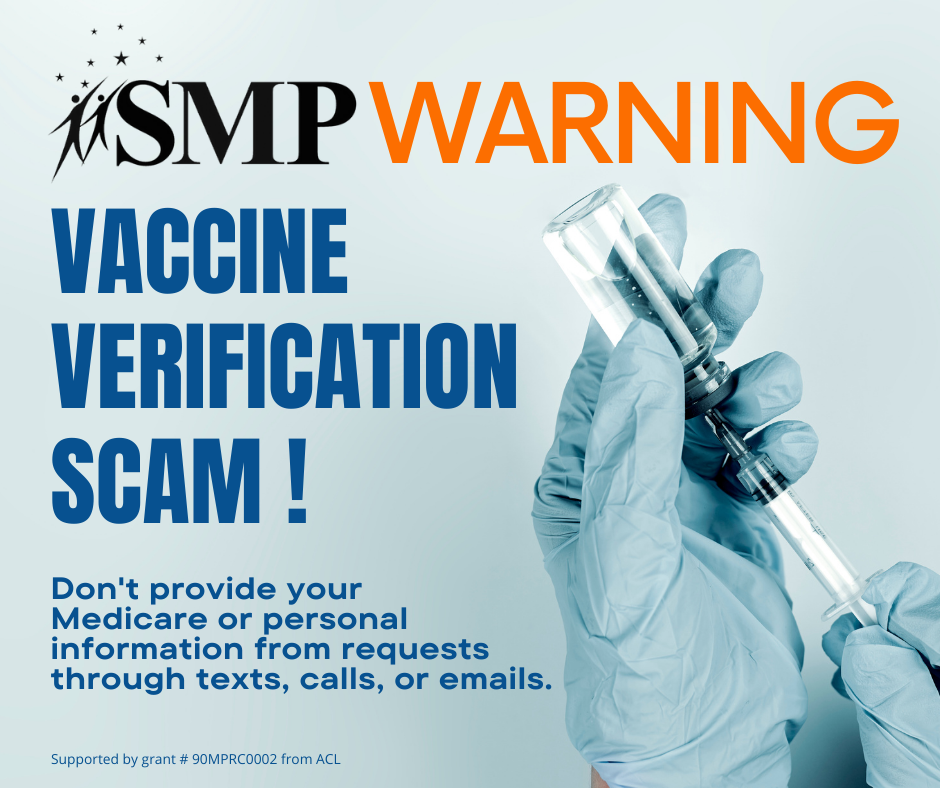 SMP WARNING
VACCINE
VERIFICATION
SCAM !
Don't provide your
Medicare or personal
information from requests
through texts, calls, or emails.
Supported by grant # 90MPRC0002 from ACL